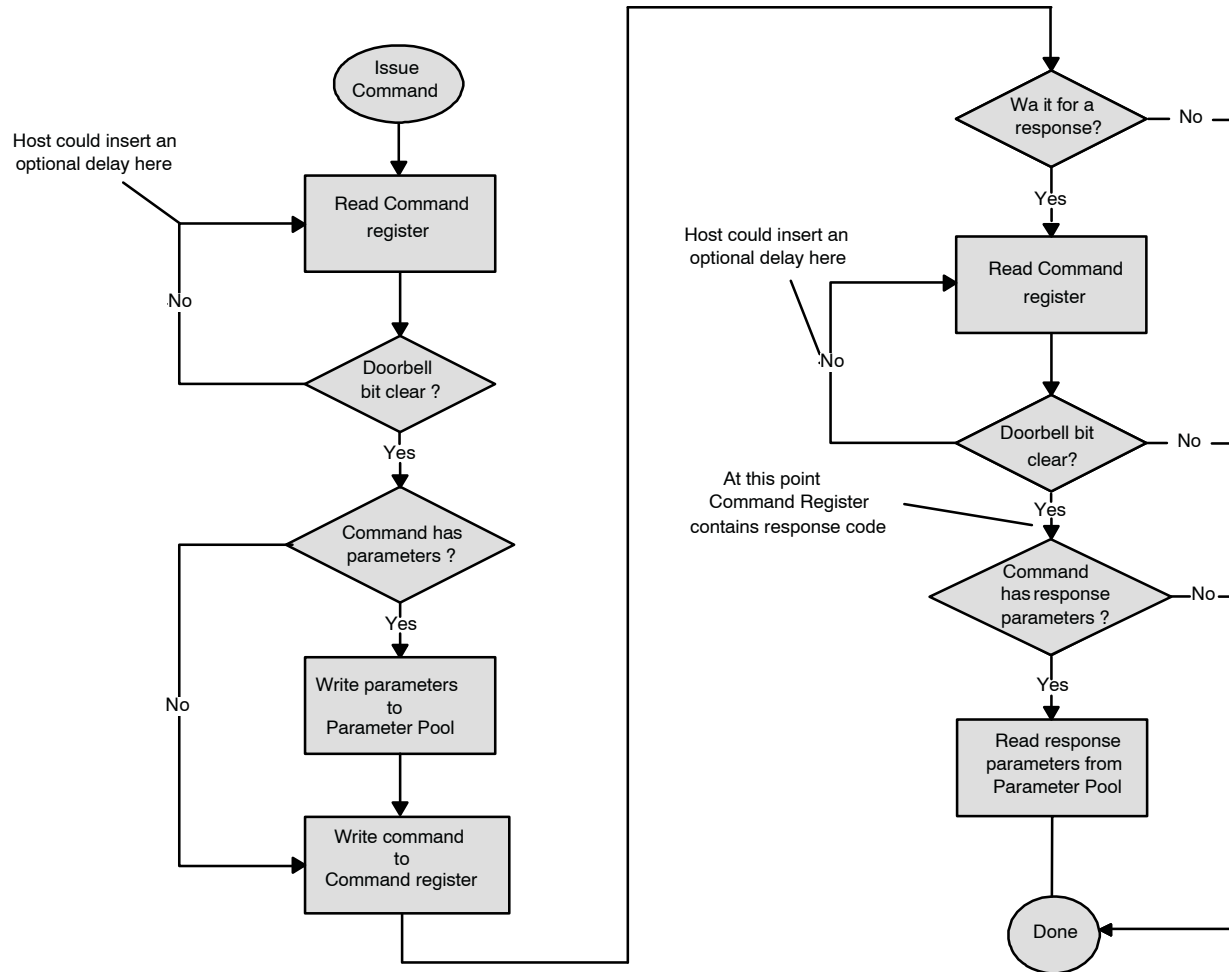 Issue
Command
Host could insert an
optional delay here
Read Command
register
No
Doorbell
bit clear ?
Yes
Command has
parameters ?
Yes
No
Write parameters
to
Parameter Pool
Write command
to
Command register
Wa it for a
response?
No
Yes
Host could insert an
optional delay here
Read Command
register
No
Doorbell bit
clear?
No
At this point
Command Register
contains response code
Yes
Command
has response
parameters ?
No
Yes
Read response
parameters from
Parameter Pool
Done